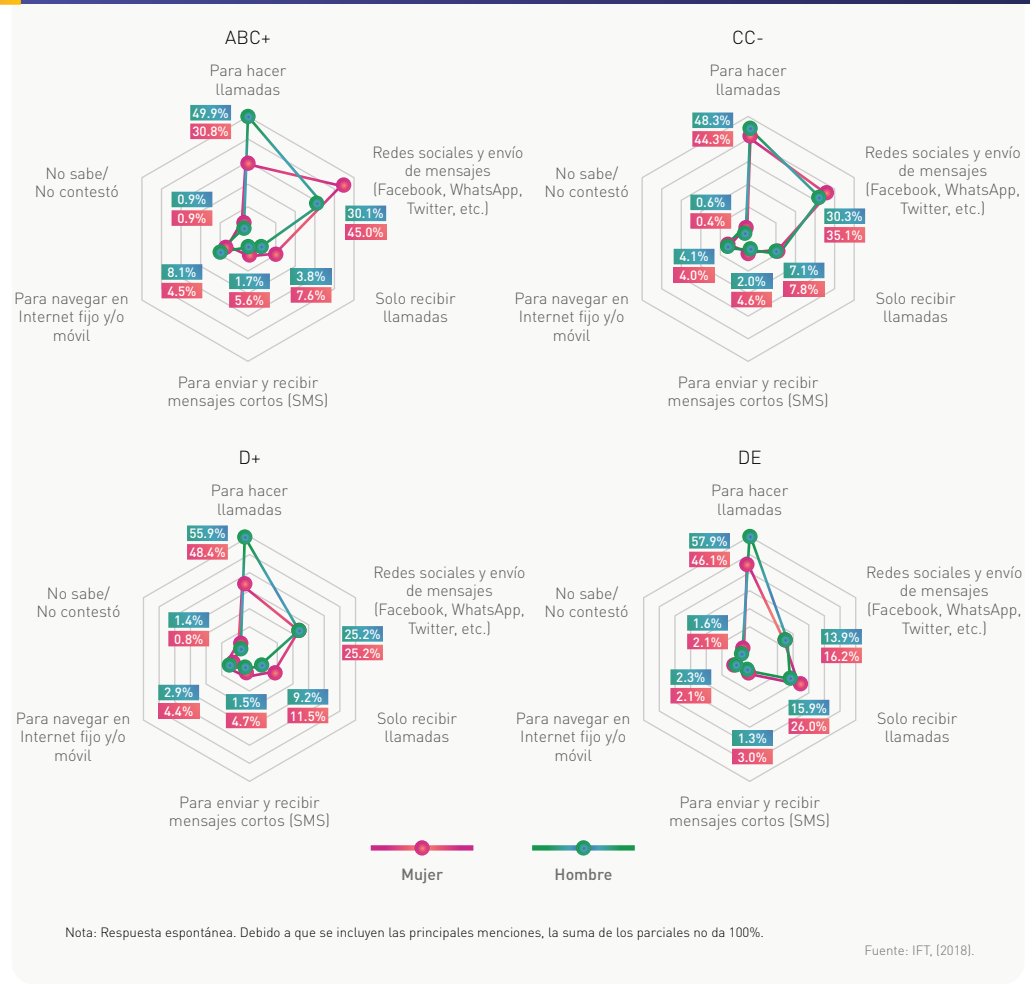 ABC+
Para hacer
llamadas
49.9%
30.8%
Redes sociales y envío
de mensajes
(Facebook, WhatsApp,
Twitter, etc.)
30.1%
45.0%
No sabe/
No contestó
0.9%
0.9%
8.1%
4.5%
1.7%
5.6%
3.8%
7.6%
Para navegar en
Internet fijo y/o
móvil
Solo recibir
llamadas
Para enviar y recibir
mensajes cortos (SMS)
CC-
Para hacer
llamadas
48.3%
44.3%
Redes sociales y envío
de mensajes
(Facebook, WhatsApp,
Twitter, etc.)
30.3%
35.1%
No sabe/
No contestó
0.6%
0.4%
4.1%
4.0%
2.0%
4.6%
7.1%
7.8%
Para navegar en
Internet fijo y/o
móvil
Solo recibir
llamadas
Para enviar y recibir
mensajes cortos (SMS)
D+
Para hacer
llamadas
55.9%
48.4%
Redes sociales y envío
de mensajes
(Facebook, WhatsApp,
Twitter, etc.)
25.2%
25.2%
No sabe/
No contestó
1.4%
0.8%
2.9%
4.4%
1.5%
4.7%
9.2%
11.5%
Para navegar en
Internet fijo y/o
móvil
Solo recibir
llamadas
Para enviar y recibir
mensajes cortos (SMS)
DE
Para hacer
llamadas
57.9%
46.1%
Redes sociales y envío
de mensajes
(Facebook, WhatsApp,
Twitter, etc.)
13.9%
16.2%
No sabe/
No contestó
1.6%
2.1%
2.3%
2.1%
1.3%
3.0%
15.9%
26.0%
Para navegar en
Internet fijo y/o
móvil
Solo recibir
llamadas
Para enviar y recibir
mensajes cortos (SMS)
Mujer
Hombre
Nota: Respuesta espontánea. Debido a que se incluyen las principales menciones, la suma de los parciales no da 100%.
Fuente: IFT, (2018).